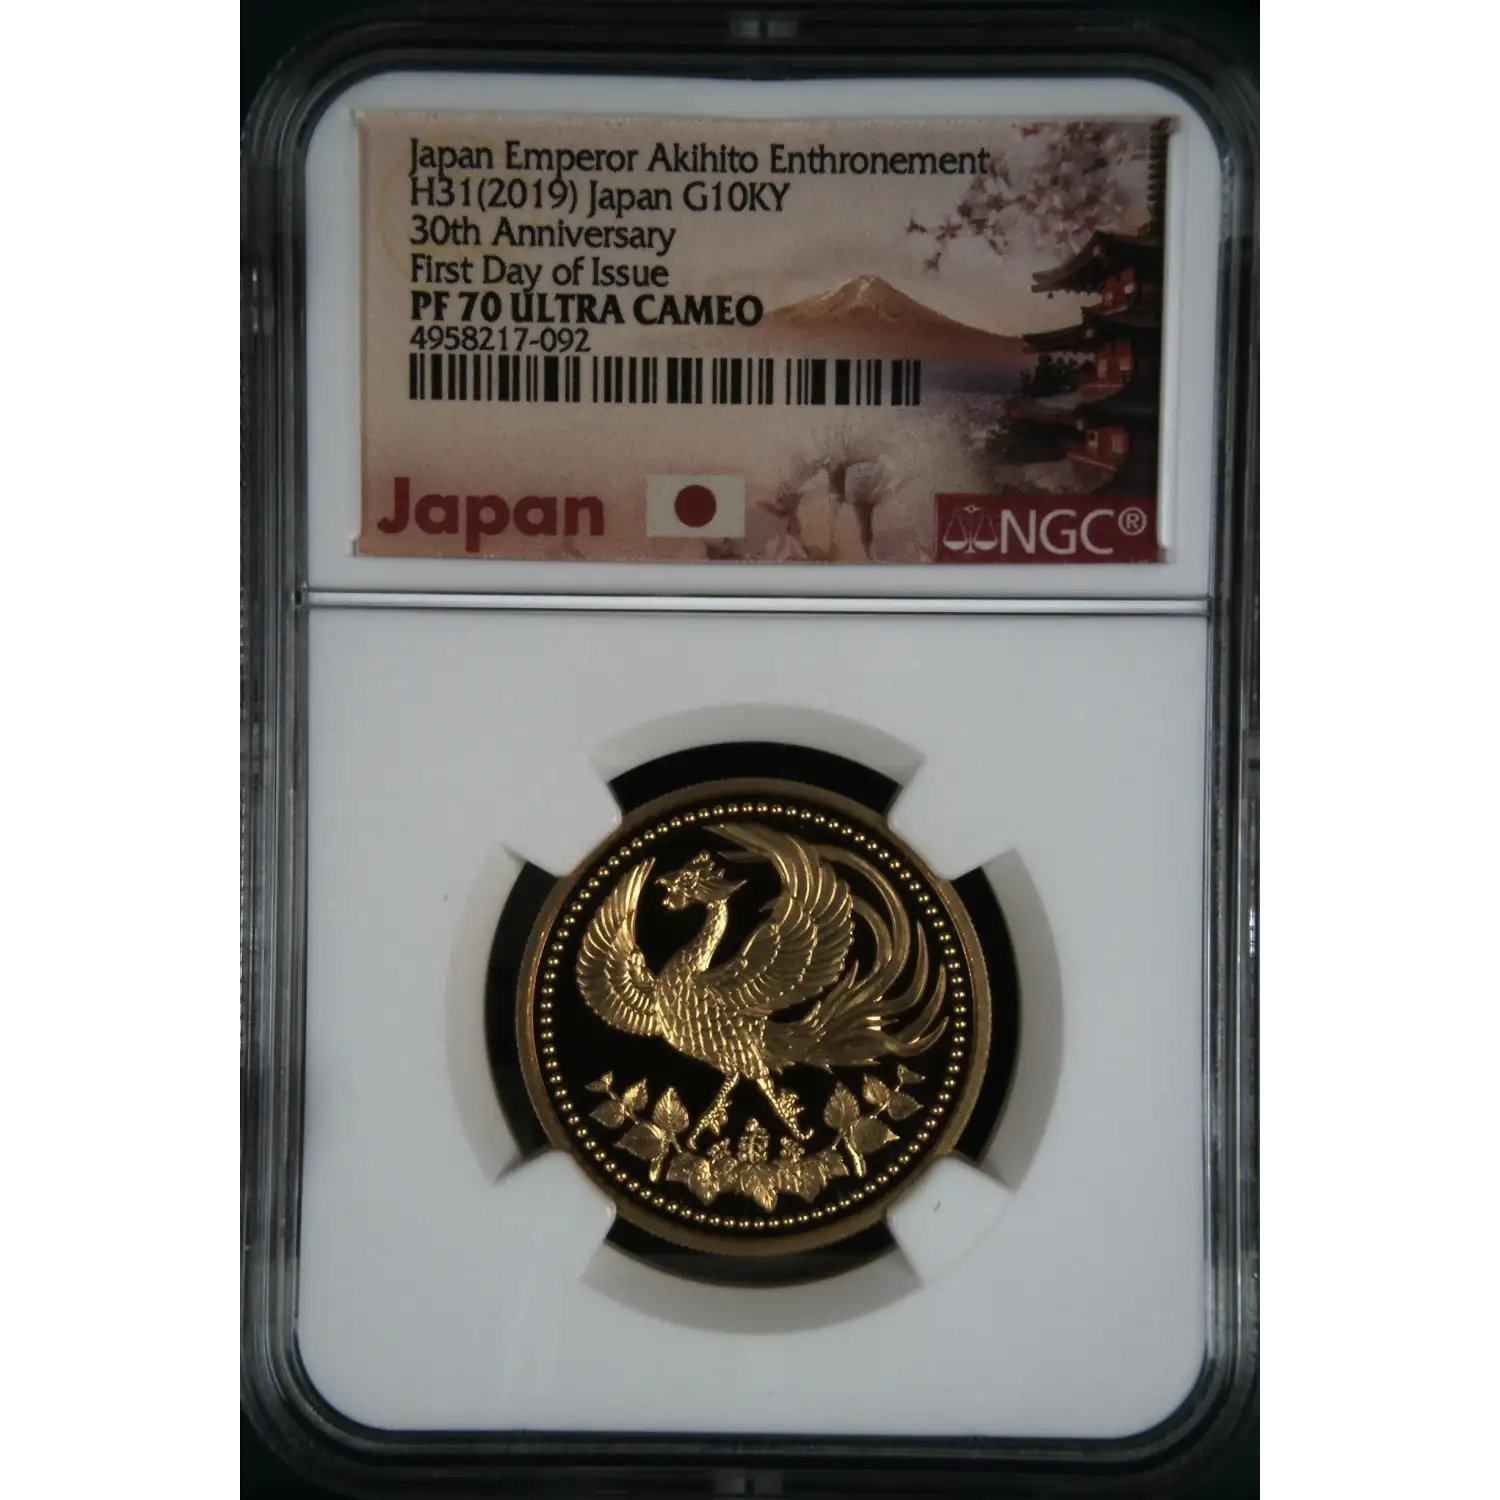 Japan Emperor Akihito Enthronement
H31(2019) Japan G10KY
30th Anniversary
First Day of Issue
PF 70 ULTRA CAMEO
4958217-092
Japan
NGC®